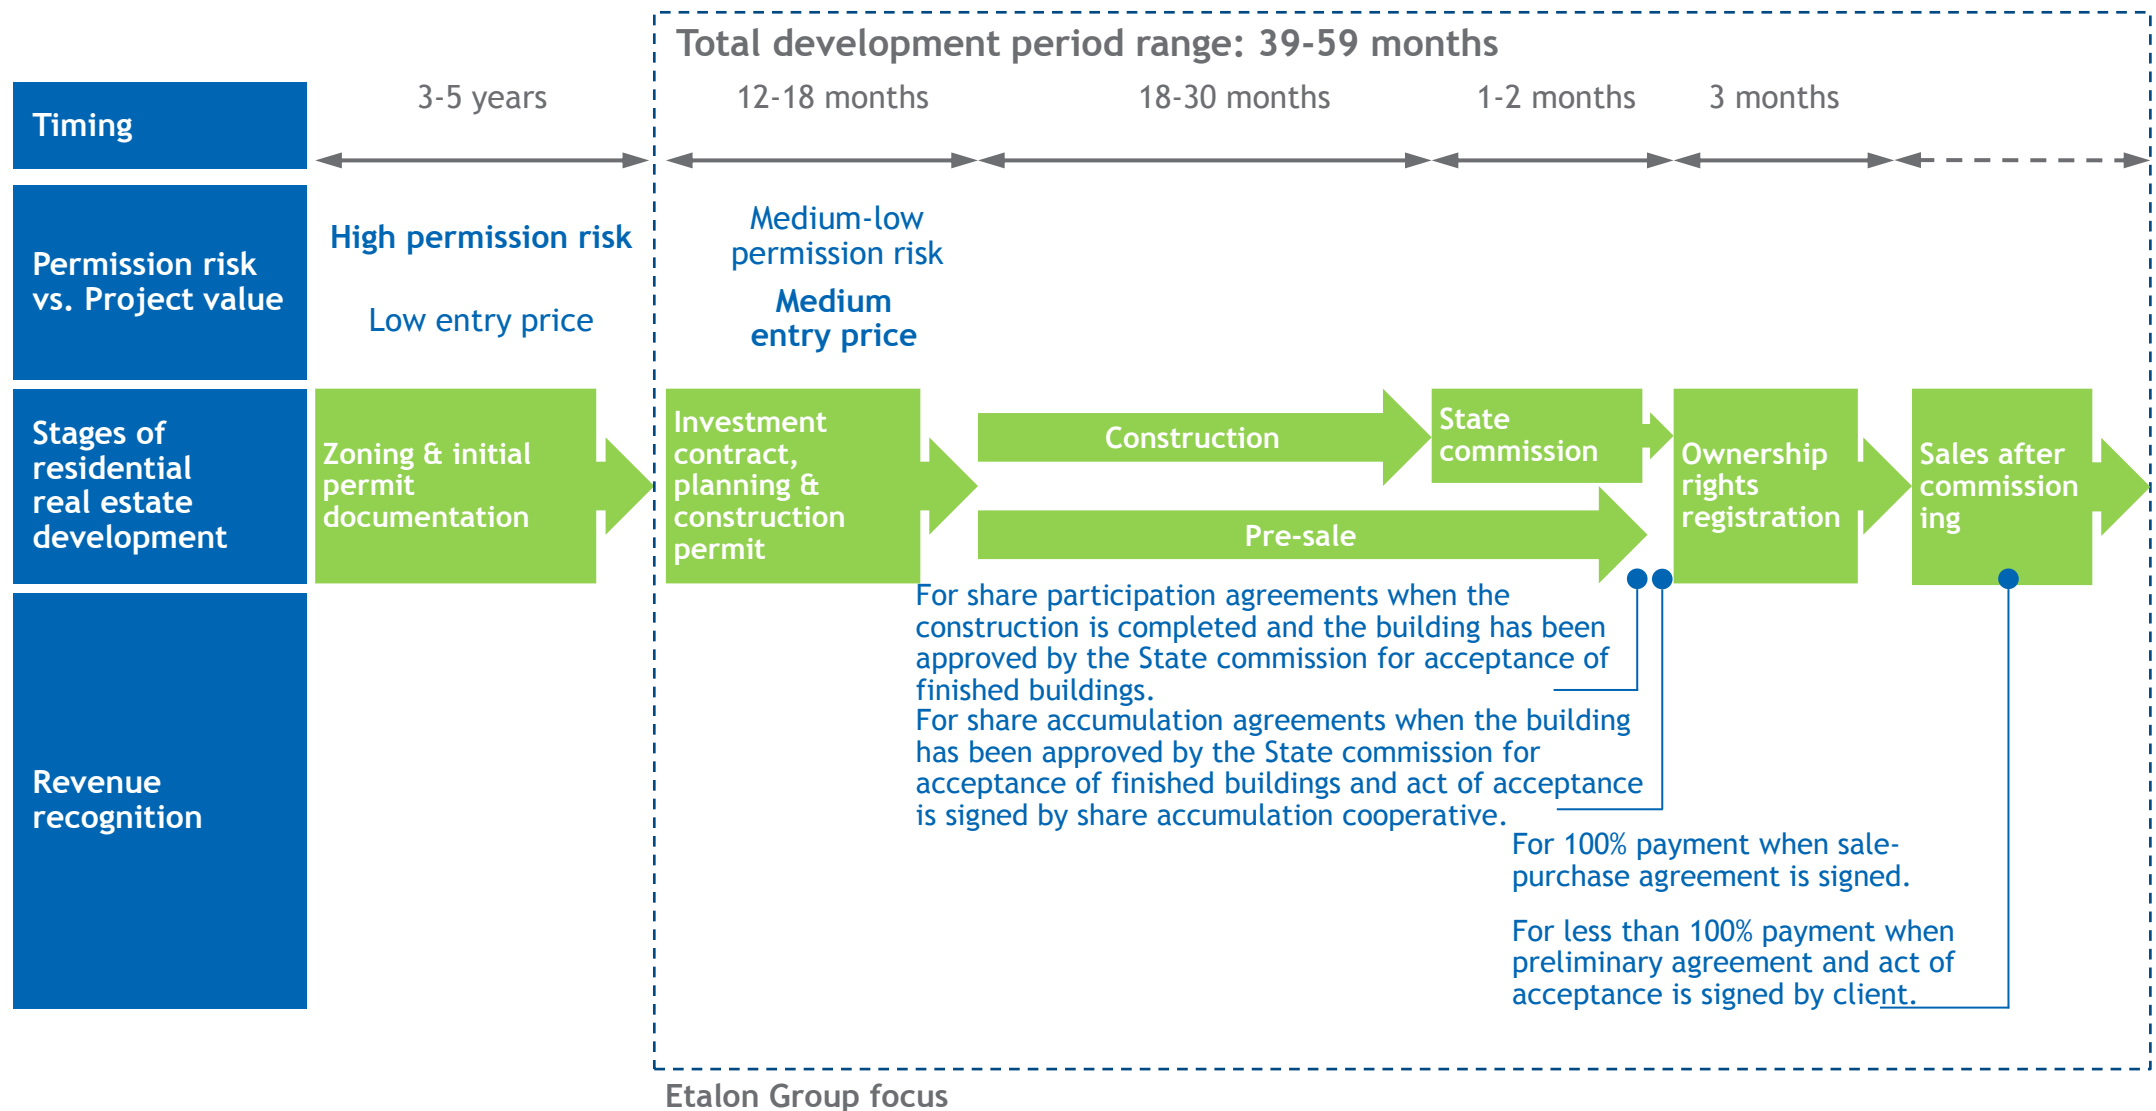 Total development period range: 39-59 months
Timing
3-5 years
12-18 months
18-30 months
1-2 months
3 months
Permission risk
vs. Project value
High permission risk
Low entry price
Medium-low
permission risk
Medium
entry price
Stages of
residential
real estate
development
Zoning & initial
permit
documentation
Investment
contract,
planning &
construction
permit
Construction
Pre-sale
State
commission
Ownership
rights
registration
Sales after
commission
ing
Revenue
recognition
For share participation agreements when the
construction is completed and the building has been
approved by the State commission for acceptance of
finished buildings.
For share accumulation agreements when the building
has been approved by the State commission for
acceptance of finished buildings and act of acceptance
is signed by share accumulation cooperative.
For 100% payment when sale-
purchase agreement is signed.
For less than 100% payment when
preliminary agreement and act of
acceptance is signed by client.
Etalon Group focus